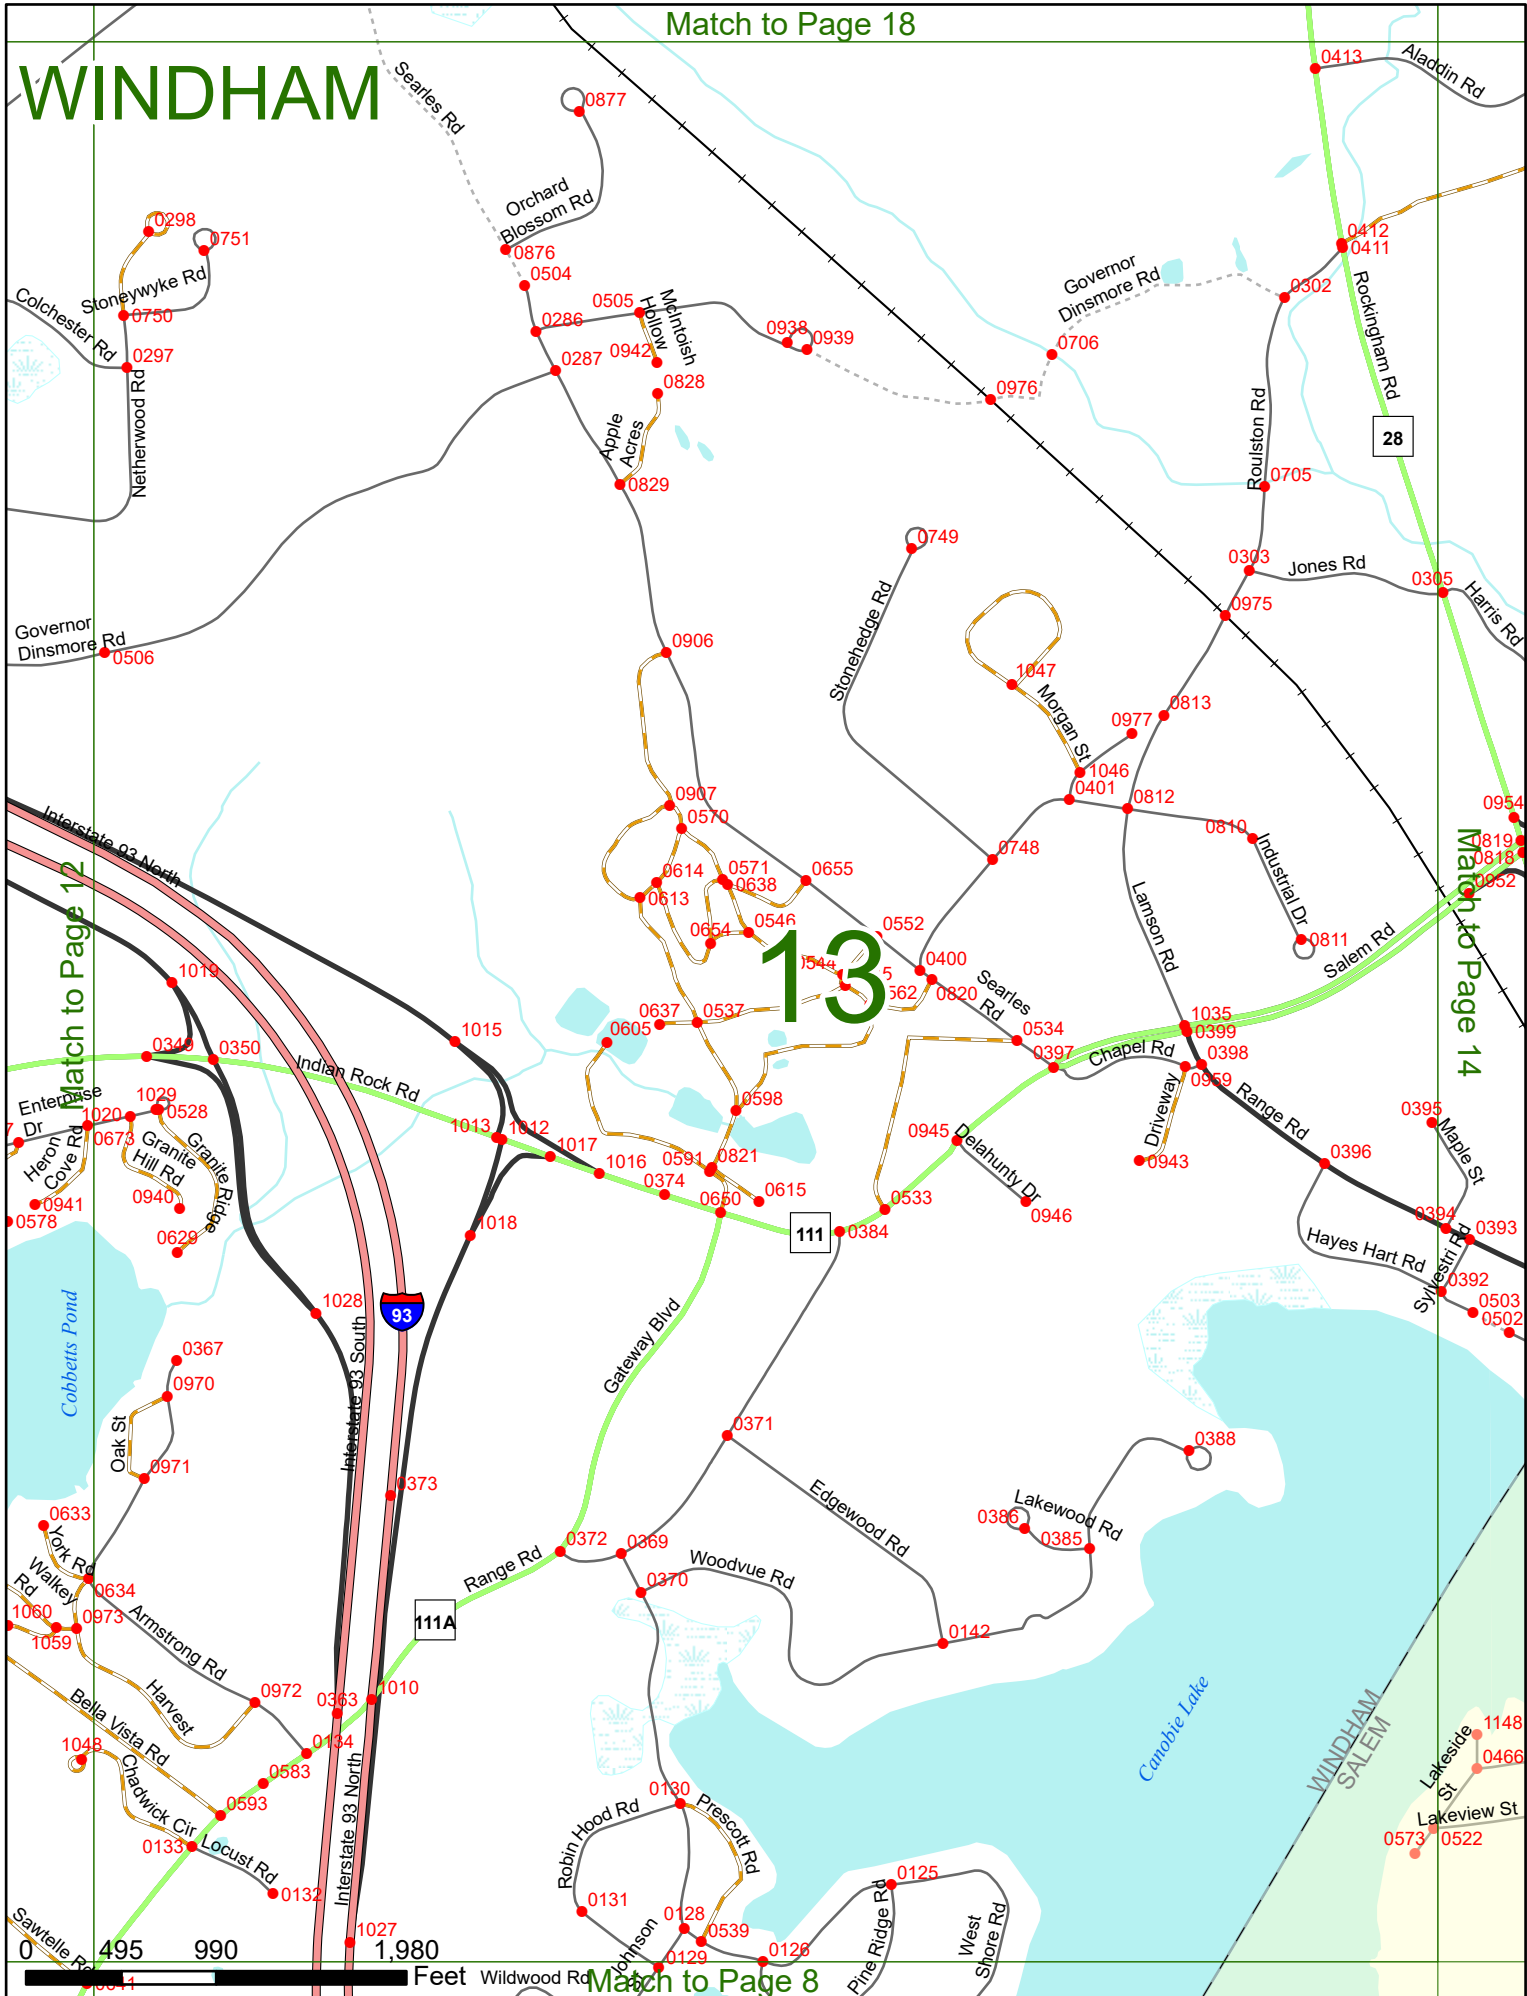 Match to Page 18
WINDHAM
0413
Aladdin Rd
Searles Rd
0877
Orchard
Blossom Rd
0298
0751
0876
0412
0411
Stoneywyke Rd
0504
Governor
Dinsmore Rd
0302
Colchester Rd
0750
0505
McIntoish
Hollow
Rockingham Rd
0286
0938
0939
0706
0297
0287
0942
0828
0976
Netherwood Rd
Apple
Acres
Roulston Rd
28
0829
0705
0749
0303
Jones Rd
0305
Harris Rd
0975
Stonehedge Rd
Governor
Dinsmore Rd
0506
0906
1047
Morgan St
0977
0813
1046
0401
0812
0907
0570
0810
0954
Interstate 93 North
0748
Industrial Dr
0819
0818
Match to Page 12
0614
0571
0638
0655
0613
Lamson Rd
0952
Match to Page 14
0654
0546
13
0552
0811
0400
Salem Rd
1019
0820
Searles
Rd
0637
0537
1015
0605
0534
1035
0399
0349
0350
0397
Chapel Rd
0398
0959
Indian Rock Rd
Enterprise
Dr
1029
0528
1020
0673
0598
Range Rd
0395
Heron
Cove Rd
Granite
Hill Rd
Granite Ridge
1013
1012
1017
0945
Delahunty Dr
Driveway
Maple St
1016
0591
0821
0943
0396
0941
0940
0374
0615
0946
0578
0650
0533
0629
1018
111
0384
0394
0393
Hayes Hart Rd
Sylvestri Rd
0392
0503
0502
1028
93
Cobbetts Pond
0367
Interstate 93 South
Gateway Blvd
0970
Oak St
0371
0388
0971
0373
Edgewood Rd
0633
Lakewood Rd
0386
0385
York Rd
0372
0369
Walkey
Rd
0634
Range Rd
0370
Woodvue Rd
1060
1059
0973
Armstrong Rd
111A
0142
Harvest
0972
1010
0363
Bella Vista Rd
Canobie Lake
WINDHAM
SALEM
1148
Lakeside
St
0466
1048
0134
0583
Chadwick Cir
0593
0130
Prescott Rd
Robin Hood Rd
Lakeview St
0573
0522
0133
Locust Rd
0132
Interstate 93 North
0125
0131
Pine Ridge Rd
West
Shore Rd
1027
0128
0539
Johnson
St
0129
0126
Sawtelle Rd
0
495
990
1,980
Feet
Wildwood Rd
Match to Page 8